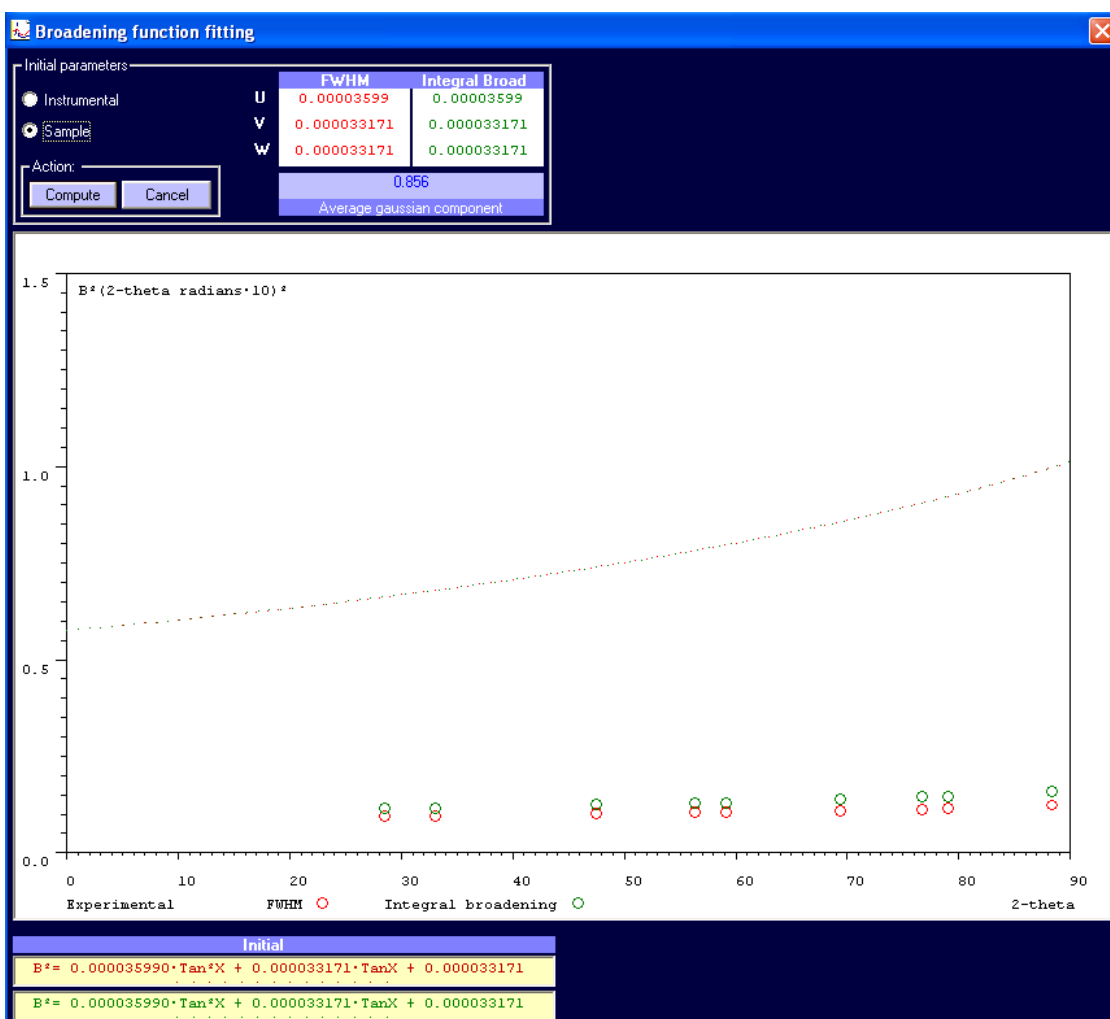 Broadening function fitting
Initial parameters
FWHM Integral Broad
Instrumental U 0.00003599 0.00003599
Sample V 0.000033171 0.000033171
W 0.000033171 0.000033171
Action:
Compute Cancel
0.856
Average gaussian component
B²(2-theta radians·10)²
1.5
1.0
0.5
0.0
0 10 20 30 40 50 60 70 80 90
Experimental FWHM Integral broadening 2-theta
Initial
B²= 0.000035990·Tan²X + 0.000033171·TanX + 0.000033171
B²= 0.000035990·Tan²X + 0.000033171·TanX + 0.000033171